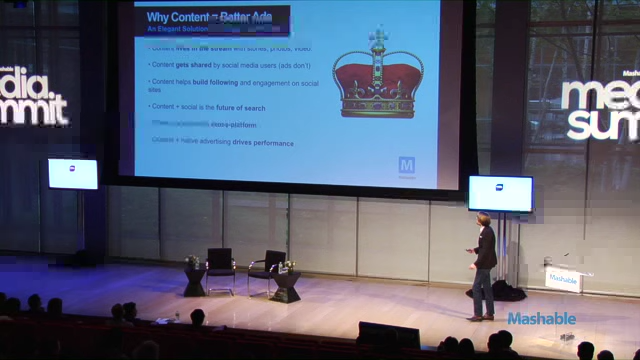 Why Content = Better Ads
An Elegant Solution
• Content lives in the stream with stories, photos, video.
• Content gets shared by social media users (ads don't)
• Content helps build following and engagement on social
sites
• Content + social is the future of search
cross-platform
• Content + native advertising drives performance
M
Mashable
media
summit
Mashable
Mashable